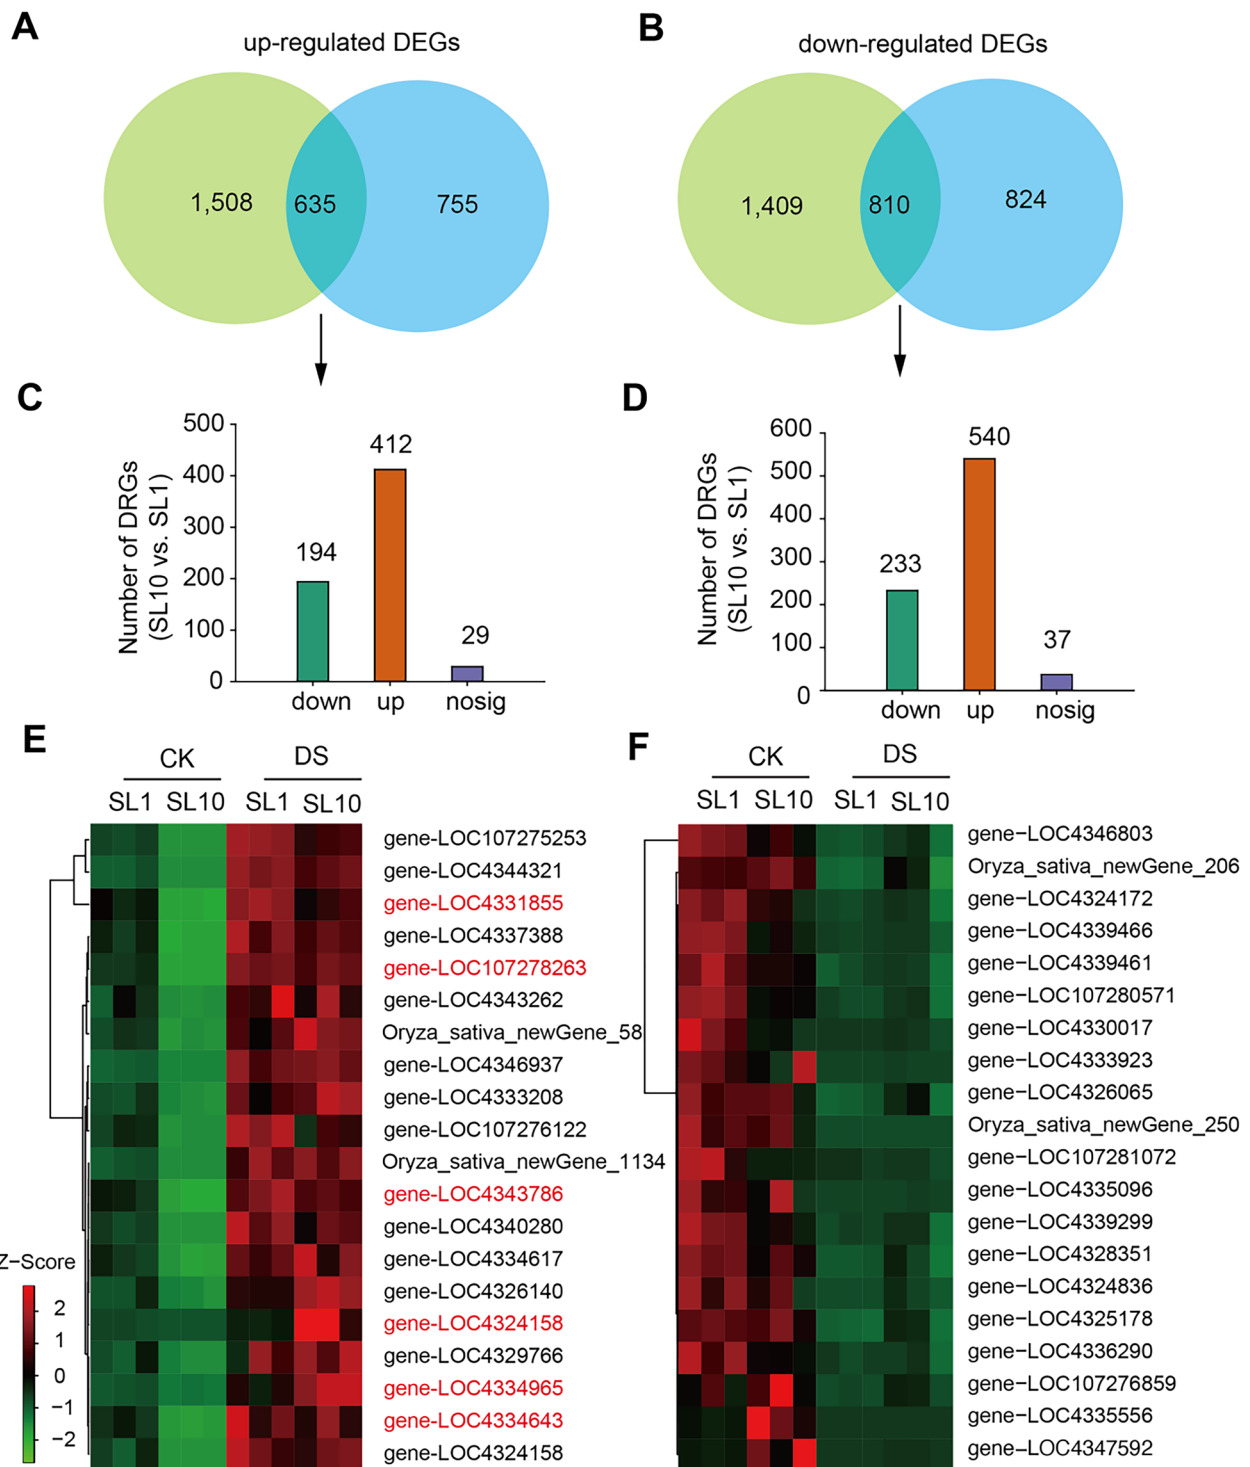 A
up-regulated DEGs
1,508
635
755
B
down-regulated DEGs
1,409
810
824
C
Number of DRGs
(SL10 vs. SL1)
500
400
300
200
100
0
194
412
29
down
up
nosig
D
Number of DRGs
(SL10 vs. SL1)
600
500
400
300
200
100
0
233
540
37
down
up
nosig
E
CK
DS
SL1
SL10
SL1
SL10
gene-LOC107275253
gene-LOC4344321
gene-LOC4331855
gene-LOC4337388
gene-LOC107278263
gene-LOC4343262
Oryza_sativa_newGene_58
gene-LOC4346937
gene-LOC4333208
gene-LOC107276122
Oryza_sativa_newGene_1134
gene-LOC4343786
gene-LOC4340280
gene-LOC4334617
gene-LOC4326140
gene-LOC4324158
gene-LOC4329766
gene-LOC4334965
gene-LOC4334643
gene-LOC4324158
Z−Score
2
1
0
−1
−2
F
CK
DS
SL1
SL10
SL1
SL10
gene−LOC4346803
Oryza_sativa_newGene_206
gene−LOC4324172
gene−LOC4339466
gene−LOC4339461
gene−LOC107280571
gene−LOC4330017
gene−LOC4333923
gene−LOC4326065
Oryza_sativa_newGene_250
gene−LOC107281072
gene−LOC4335096
gene−LOC4339299
gene−LOC4328351
gene−LOC4324836
gene−LOC4325178
gene−LOC4336290
gene−LOC107276859
gene−LOC4335556
gene−LOC4347592